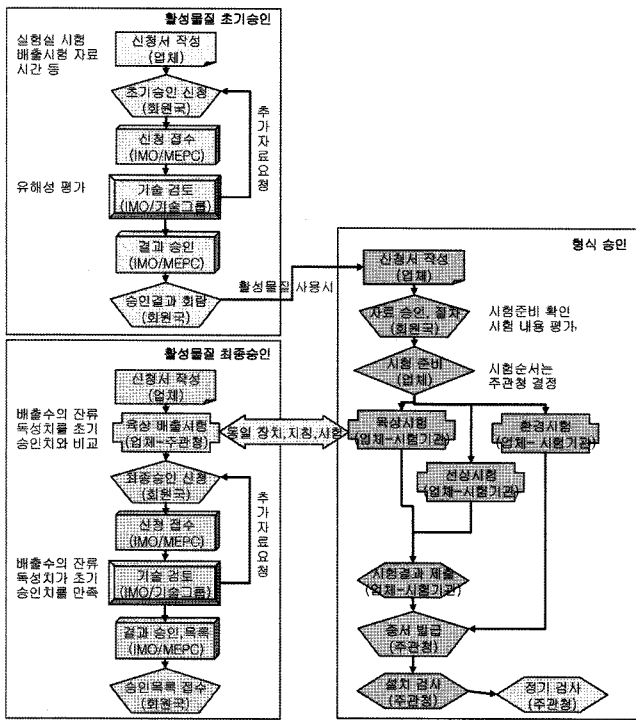 활성물질 초기승인
실험실 시험
배출시험 자료
시간 등
신청서 작성
(업체)
초기승인 신청
(회원국)
신청 접수
(IMO/MEPC)
추가자료요청
유해성 평가
기술 검토
(IMO/기술그룹)
결과 승인
(IMO/MEPC)
승인결과 회람
(회원국)
활성물질 사용시
활성물질 최종승인
신청서 작성
(업체)
배출수의 잔류
독성치를 초기
승인치와 비교
육상 배출시험
(업체-주관청)
동일 장치,지침,시험
최종승인 신청
(회원국)
신청 접수
(IMO/MEPC)
추가자료요청
배출수의 잔류
독성치가 초기
승인치를 만족
기술 검토
(IMO/기술그룹)
결과 승인,목록
(IMO/MEPC)
승인목록 접수
(회원국)
형식 승인
신청서 작성
(업체)
자료 승인, 절차
(회원국)
시험준비 확인
시험 내용 평가,
시험 준비
(업체)
시험순서는
주관청 결정
육상시험
(업체-시험기관)
환경시험
(업체- 시험기관)
선상시험
(업체-시험기관)
시험결과 제출
(업체-시험기관)
증서 발급
(주관청)
설치 검사
(주관청)
정기 검사
(주관청)